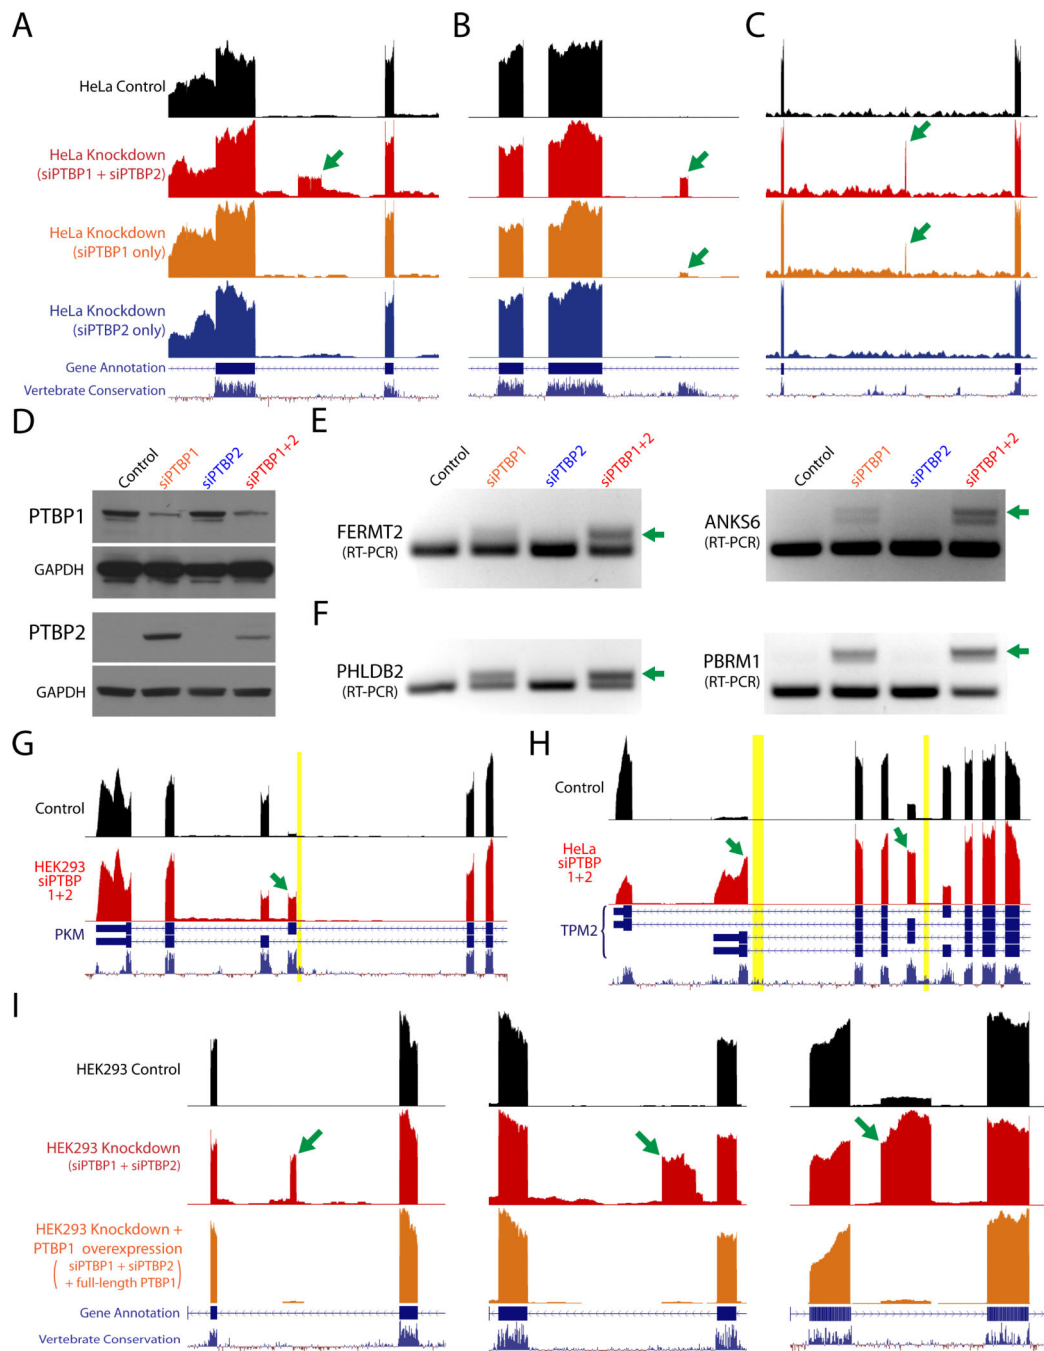 A
B
C
HeLa Control
HeLa Knockdown
(siPTBP1 + siPTBP2)
HeLa Knockdown
(siPTBP1 only)
HeLa Knockdown
(siPTBP2 only)
Gene Annotation
Vertebrate Conservation
D
Control
siPTBP1
siPTBP2
siPTBP1+2
PTBP1
GAPDH
PTBP2
GAPDH
E
Control
siPTBP1
siPTBP2
siPTBP1+2
FERMT2
(RT-PCR)
Control
siPTBP1
siPTBP2
siPTBP1+2
ANKS6
(RT-PCR)
F
PHLDB2
(RT-PCR)
PBRM1
(RT-PCR)
G
Control
HEK293
siPTBP
1+2
PKM
H
Control
HeLa
siPTBP
1+2
TPM2
I
HEK293 Control
HEK293 Knockdown
(siPTBP1 + siPTBP2)
HEK293 Knockdown +
PTBP1 overexpression
(siPTBP1 + siPTBP2
+ full-length PTBP1)
Gene Annotation
Vertebrate Conservation